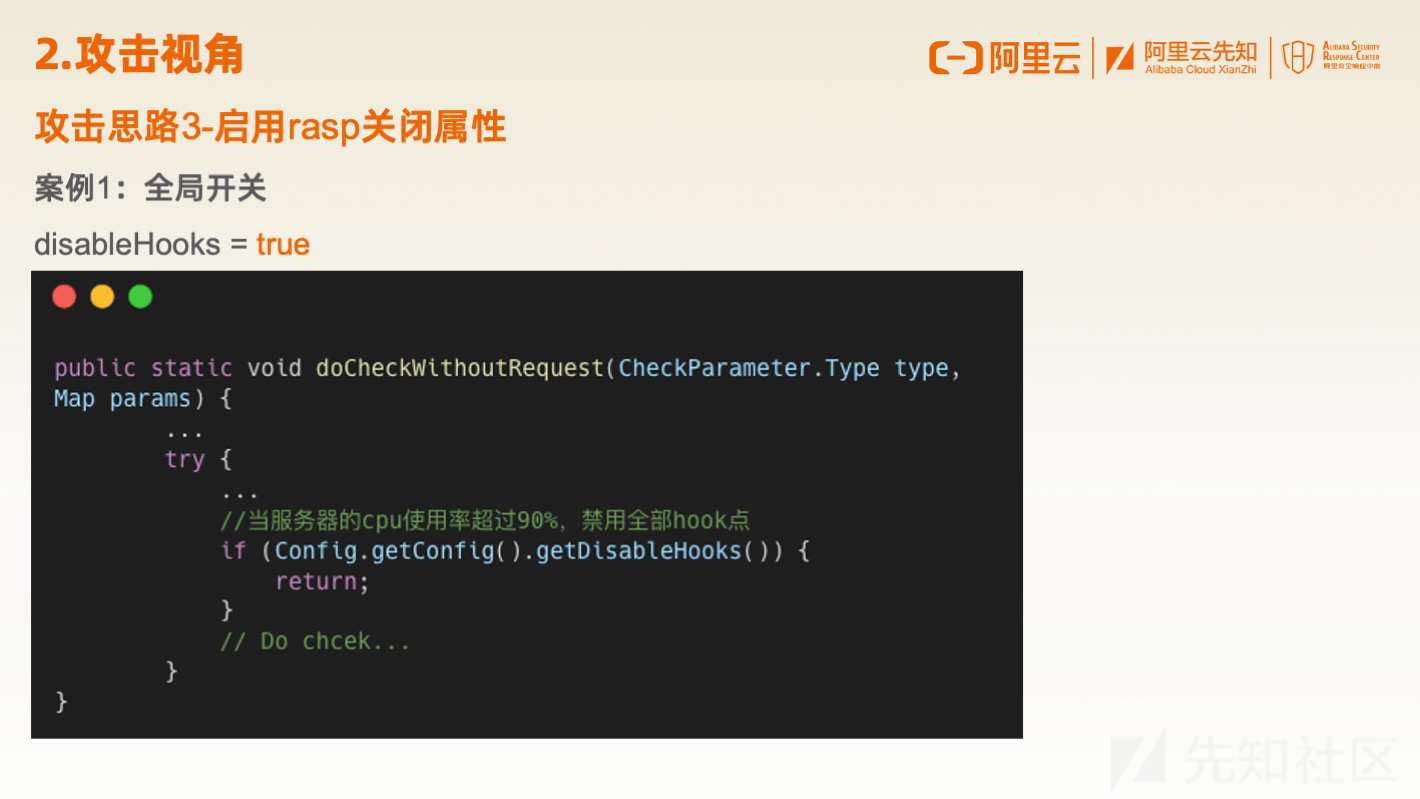 2.攻击视角
阿里云
阿里云先知
Alibaba Cloud XianZhi
ALIBABA SECURITY
RESPONSE CENTER
阿里安全响应中心
攻击思路3-启用rasp关闭属性
案例1：全局开关
disableHooks = true
public static void doCheckWithoutRequest(CheckParameter.Type type,
Map params) {
...
try {
...
//当服务器的cpu使用率超过90%，禁用全部hook点
if (Config.getConfig().getDisableHooks()) {
return;
}
// Do chcek...
}
}
先知社区